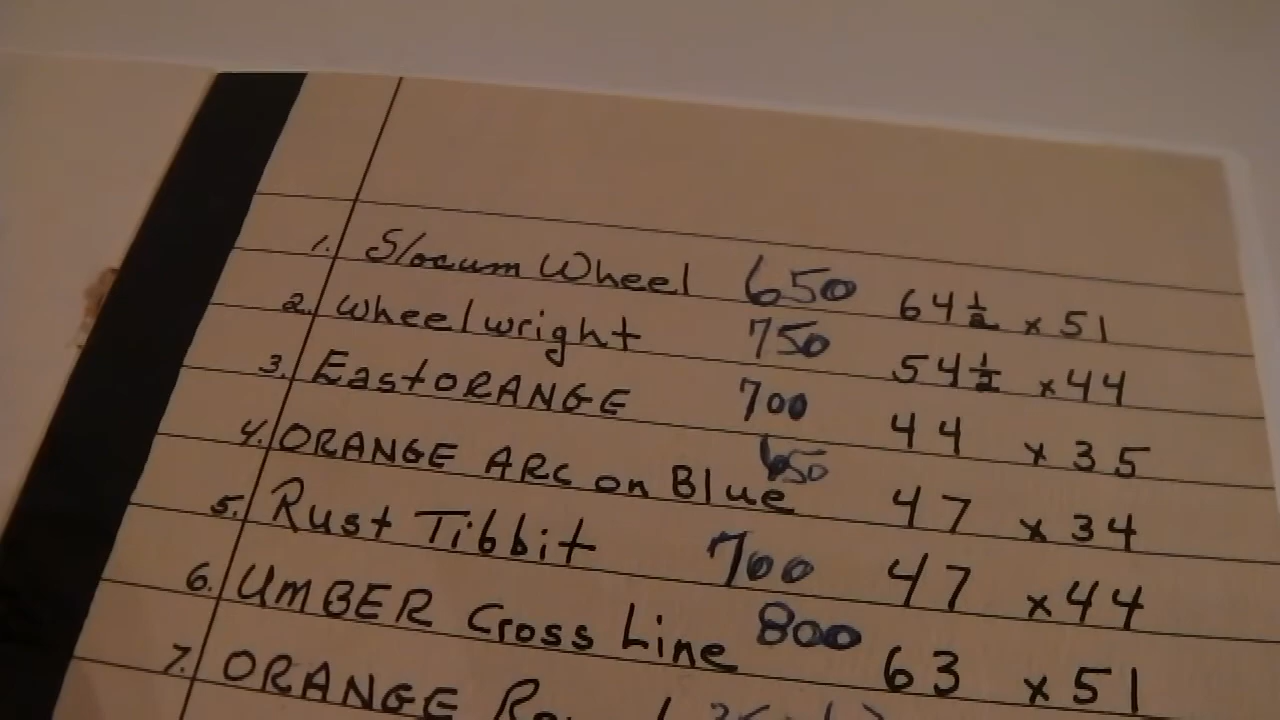 1. Slocum Wheel 650 64½ x 51
2. Wheelwright 750 54½ x 44
3. EastORANGE 700 44 x 35
4. ORANGE ARC on Blue 650 47 x 34
5. Rust Tibbit 700 47 x 44
6. UMBER Cross Line 800 63 x 51
7. ORANGE